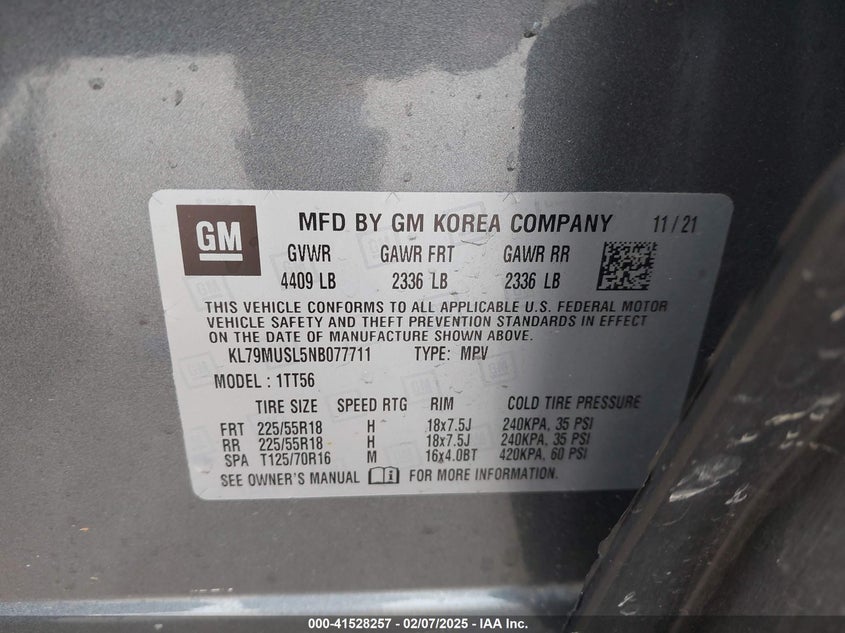 GM MFD BY GM KOREA COMPANY 11/21
GVWR GAWR FRT GAWR RR
4409 LB 2336 LB 2336 LB
THIS VEHICLE CONFORMS TO ALL APPLICABLE U.S. FEDERAL MOTOR
VEHICLE SAFETY AND THEFT PREVENTION STANDARDS IN EFFECT
ON THE DATE OF MANUFACTURE SHOWN ABOVE.
KL79MUSL5NB077711 TYPE: MPV
MODEL : 1TT56
TIRE SIZE SPEED RTG RIM COLD TIRE PRESSURE
FRT 225/55R18 H 18x7.5J 240KPA, 35 PSI
RR 225/55R18 H 18x7.5J 240KPA, 35 PSI
SPA T125/70R16 M 16x4.0BT 420KPA, 60 PSI
SEE OWNER'S MANUAL FOR MORE INFORMATION.
000-41528257 - 02/07/2025 - IAA Inc.